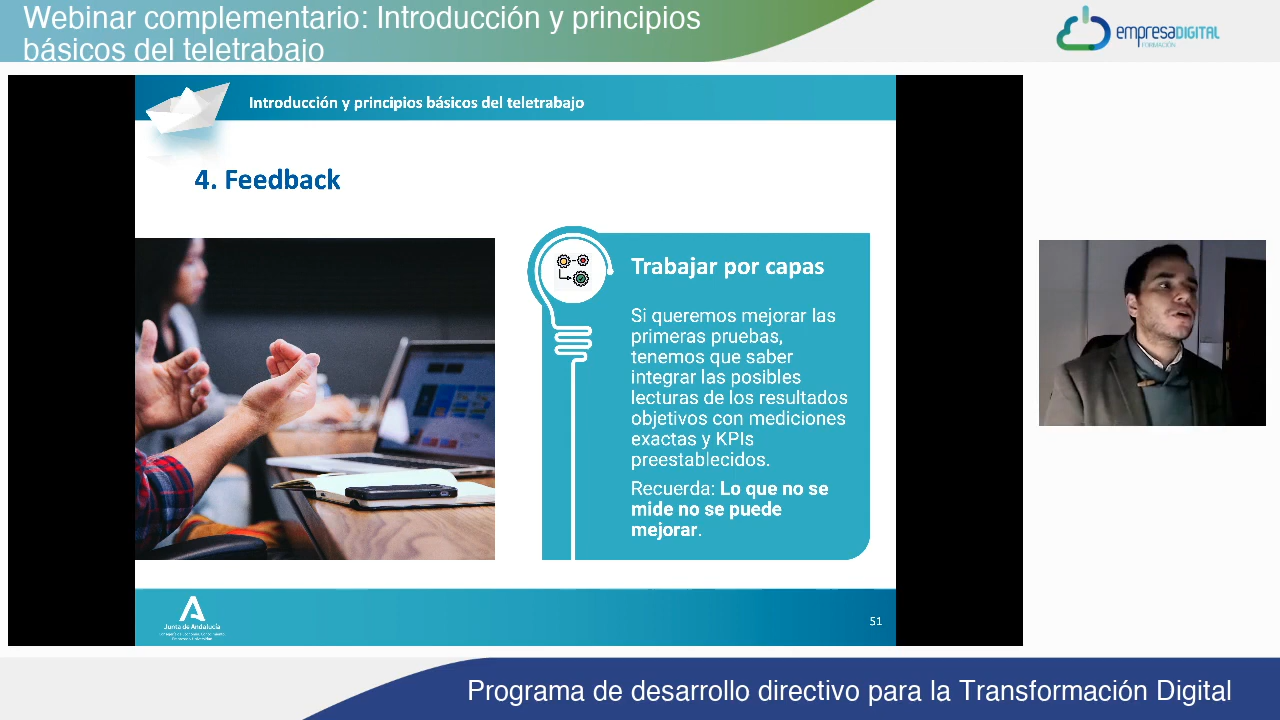 Webinar complementario: Introducción y principios
básicos del teletrabajo
empresaDIGITAL
FORMACIÓN
Introducción y principios básicos del teletrabajo
4. Feedback
Trabajar por capas
Si queremos mejorar las
primeras pruebas,
tenemos que saber
integrar las posibles
lecturas de los resultados
objetivos con mediciones
exactas y KPIs
preestablecidos.
Recuerda: Lo que no se
mide no se puede
mejorar.
Junta de Andalucía
51
Programa de desarrollo directivo para la Transformación Digital